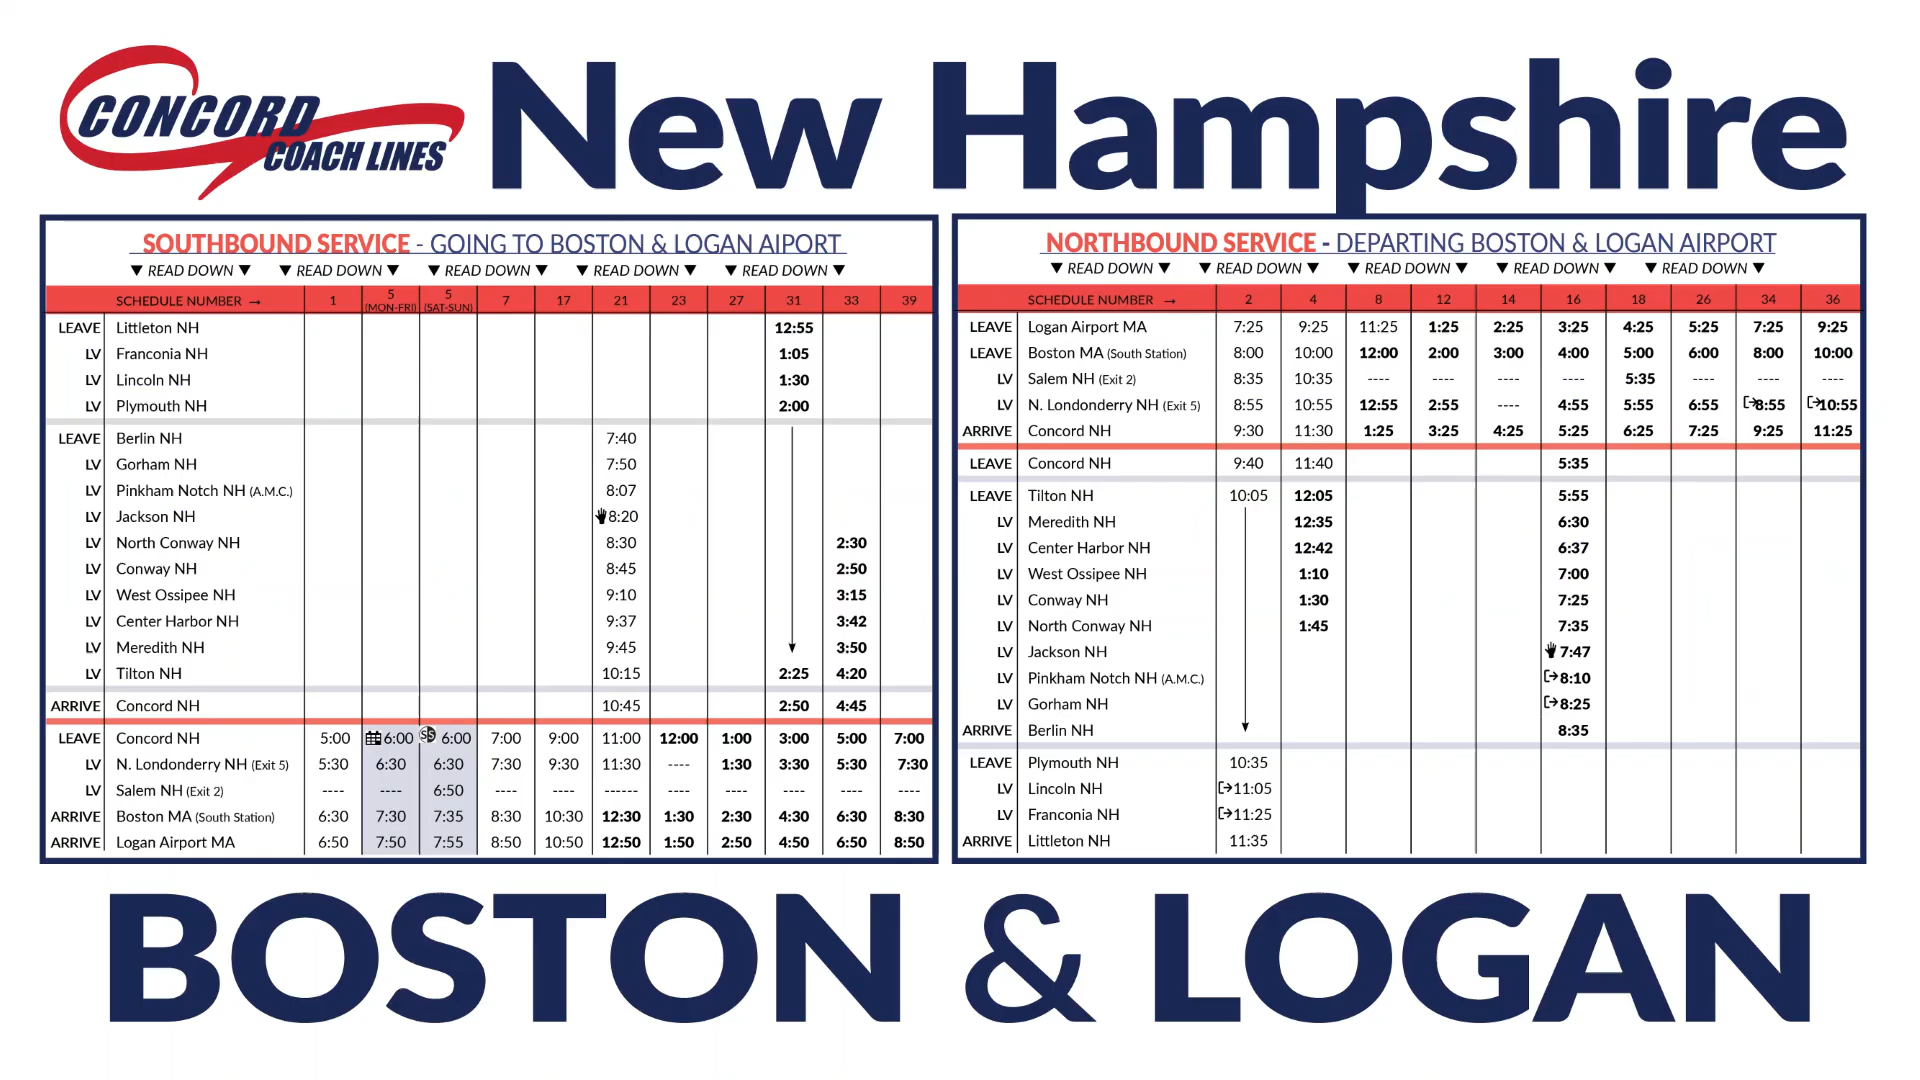 CONCORD
COACH LINES
New Hampshire
SOUTHBOUND SERVICE - GOING TO BOSTON & LOGAN AIPORT
▼ READ DOWN ▼ ▼ READ DOWN ▼ ▼ READ DOWN ▼ ▼ READ DOWN ▼ ▼ READ DOWN ▼
SCHEDULE NUMBER → 1 5 (MON-FRI) 5 (SAT-SUN) 7 17 21 23 27 31 33 39
LEAVE Littleton NH 12:55
LV Franconia NH 1:05
LV Lincoln NH 1:30
LV Plymouth NH 2:00
LEAVE Berlin NH 7:40
LV Gorham NH 7:50
LV Pinkham Notch NH (A.M.C.) 8:07
LV Jackson NH 8:20
LV North Conway NH 8:30 2:30
LV Conway NH 8:45 2:50
LV West Ossipee NH 9:10 3:15
LV Center Harbor NH 9:37 3:42
LV Meredith NH 9:45 3:50
LV Tilton NH 10:15 2:25 4:20
ARRIVE Concord NH 10:45 2:50 4:45
LEAVE Concord NH 5:00 6:00 SS 6:00 7:00 9:00 11:00 12:00 1:00 3:00 5:00 7:00
LV N. Londonderry NH (Exit 5) 5:30 6:30 6:30 7:30 9:30 11:30 ---- 1:30 3:30 5:30 7:30
LV Salem NH (Exit 2) ---- ---- 6:50 ---- ---- ------ ---- ---- ---- ---- ----
ARRIVE Boston MA (South Station) 6:30 7:30 7:35 8:30 10:30 12:30 1:30 2:30 4:30 6:30 8:30
ARRIVE Logan Airport MA 6:50 7:50 7:55 8:50 10:50 12:50 1:50 2:50 4:50 6:50 8:50
NORTHBOUND SERVICE - DEPARTING BOSTON & LOGAN AIRPORT
▼ READ DOWN ▼ ▼ READ DOWN ▼ ▼ READ DOWN ▼ ▼ READ DOWN ▼ ▼ READ DOWN ▼
SCHEDULE NUMBER → 2 4 8 12 14 16 18 26 34 36
LEAVE Logan Airport MA 7:25 9:25 11:25 1:25 2:25 3:25 4:25 5:25 7:25 9:25
LEAVE Boston MA (South Station) 8:00 10:00 12:00 2:00 3:00 4:00 5:00 6:00 8:00 10:00
LV Salem NH (Exit 2) 8:35 10:35 ---- ---- ---- ---- 5:35 ---- ---- ----
LV N. Londonderry NH (Exit 5) 8:55 10:55 12:55 2:55 ---- 4:55 5:55 6:55 8:55 10:55
ARRIVE Concord NH 9:30 11:30 1:25 3:25 4:25 5:25 6:25 7:25 9:25 11:25
LEAVE Concord NH 9:40 11:40 5:35
LEAVE Tilton NH 10:05 12:05 5:55
LV Meredith NH 12:35 6:30
LV Center Harbor NH 12:42 6:37
LV West Ossipee NH 1:10 7:00
LV Conway NH 1:30 7:25
LV North Conway NH 1:45 7:35
LV Jackson NH 7:47
LV Pinkham Notch NH (A.M.C.) 8:10
LV Gorham NH 8:25
ARRIVE Berlin NH 8:35
LEAVE Plymouth NH 10:35
LV Lincoln NH 11:05
LV Franconia NH 11:25
ARRIVE Littleton NH 11:35
BOSTON & LOGAN